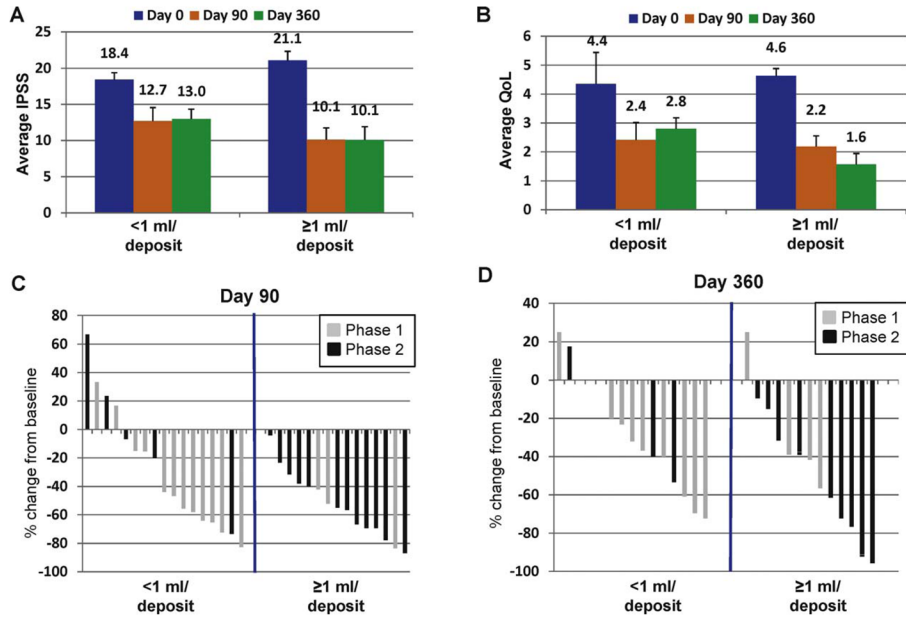 A
Day 0 Day 90 Day 360
Average IPSS
25
20
15
10
5
0
18.4
12.7
13.0
21.1
10.1
10.1
<1 ml/
deposit
≥1 ml/
deposit
B
Day 0 Day 90 Day 360
Average QoL
6
5
4
3
2
1
0
4.4
2.4
2.8
4.6
2.2
1.6
<1 ml/
deposit
≥1 ml/
deposit
C
Day 90
Phase 1
Phase 2
% change from baseline
80
60
40
20
0
-20
-40
-60
-80
-100
<1 ml/
deposit
≥1 ml/
deposit
D
Day 360
Phase 1
Phase 2
% change from baseline
40
20
0
-20
-40
-60
-80
-100
<1 ml/
deposit
≥1 ml/
deposit